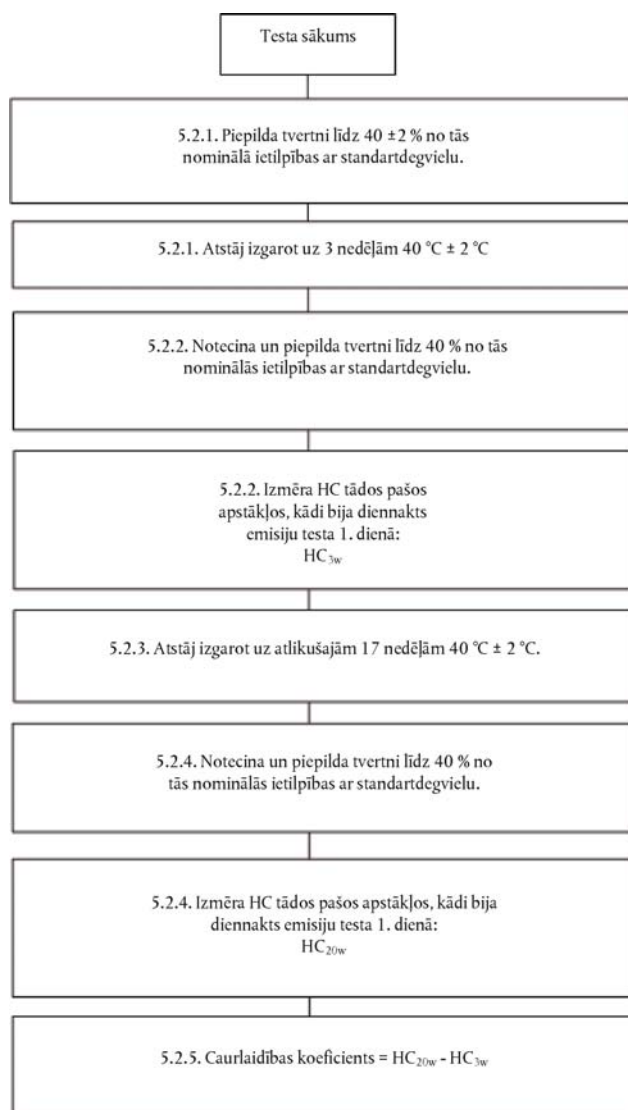 Testa sākums
5.2.1. Piepilda tvertni līdz 40 ±2 % no tās
nominālā ietilpības ar standartdegvielu.
5.2.1. Atstāj izgarot uz 3 nedēļām 40 °C ± 2 °C
5.2.2. Notecina un piepilda tvertni līdz 40 % no tās
nominālās ietilpības ar standartdegvielu.
5.2.2. Izmēra HC tādos pašos
apstākļos, kādi bija diennakts
emisiju testa 1. dienā:
HC3w
5.2.3. Atstāj izgarot uz atlikušajām 17 nedēļām 40 °C ± 2 °C.
5.2.4. Notecina un piepilda tvertni līdz 40 % no
tās nominālās ietilpības ar standartdegvielu.
5.2.4. Izmēra HC tādos pašos apstākļos, kādi bija
diennakts emisiju testa 1. dienā:
HC20w
5.2.5. Caurlaidības koeficients = HC20w - HC3w